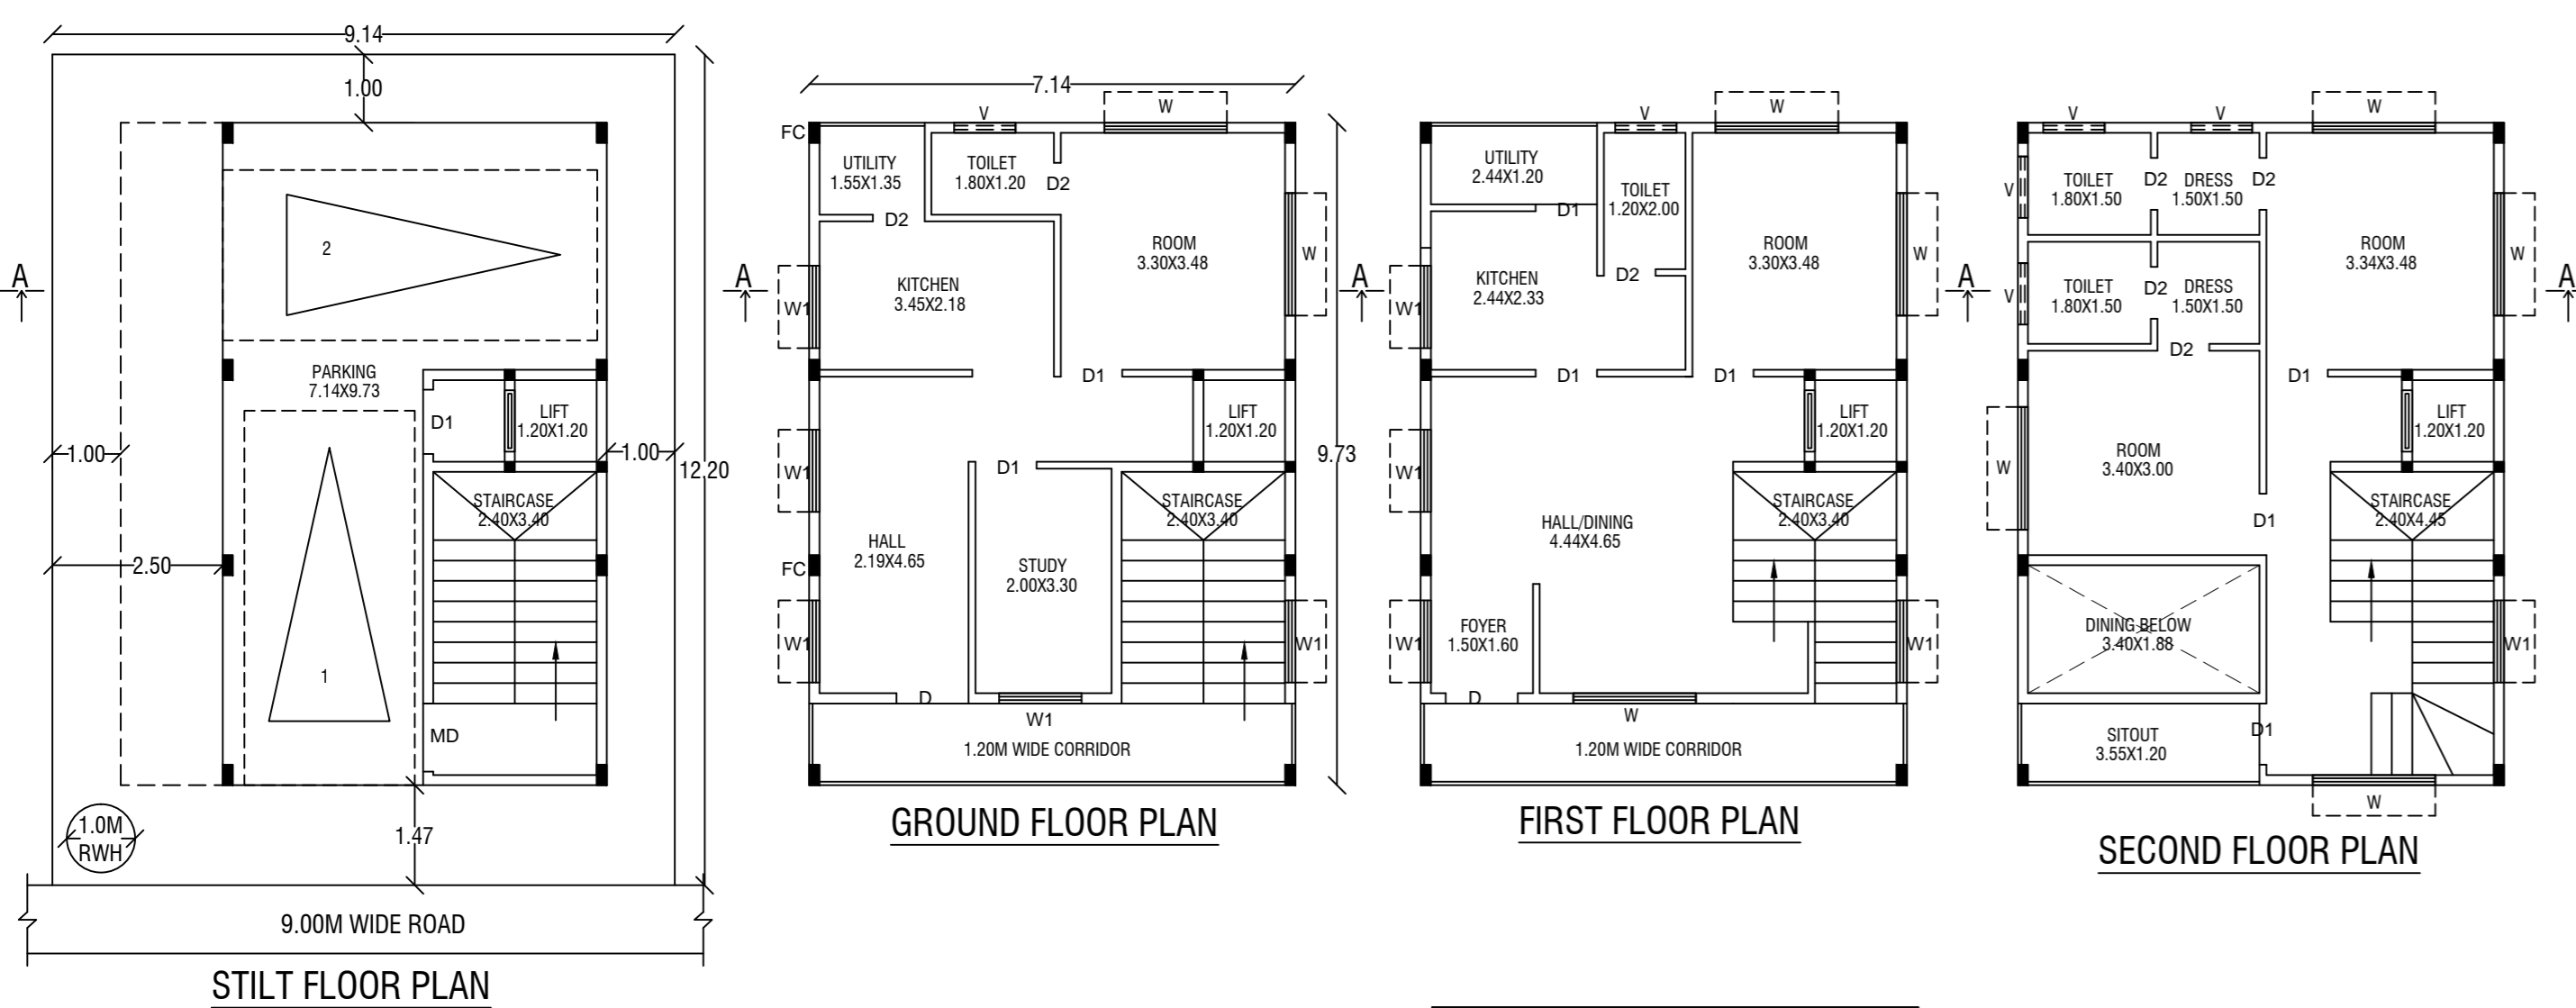 9.14
1.00
2
A
PARKING
7.14X9.73
D1
LIFT
1.20X1.20
1.00
1.00
12.20
STAIRCASE
2.40X3.40
2.50
1
MD
1.0M
RWH
1.47
9.00M WIDE ROAD
STILT FLOOR PLAN
7.14
V
W
FC
UTILITY
1.55X1.35
TOILET
1.80X1.20
D2
D2
ROOM
3.30X3.48
W
A
KITCHEN
3.45X2.18
W1
D1
LIFT
1.20X1.20
W1
D1
9.73
STAIRCASE
2.40X3.40
HALL
2.19X4.65
FC
STUDY
2.00X3.30
W1
W1
D
W1
1.20M WIDE CORRIDOR
GROUND FLOOR PLAN
V
W
UTILITY
2.44X1.20
TOILET
1.20X2.00
D1
ROOM
3.30X3.48
W
A
KITCHEN
2.44X2.33
D2
W1
D1
D1
LIFT
1.20X1.20
W1
STAIRCASE
2.40X3.40
HALL/DINING
4.44X4.65
FOYER
1.50X1.60
W1
W1
D
W
1.20M WIDE CORRIDOR
FIRST FLOOR PLAN
V
V
W
TOILET
1.80X1.50
D2
DRESS
1.50X1.50
D2
V
ROOM
3.34X3.48
W
A
A
TOILET
1.80X1.50
D2
DRESS
1.50X1.50
V
D2
D1
LIFT
1.20X1.20
ROOM
3.40X3.00
W
D1
STAIRCASE
2.40X4.45
DINING BELOW
3.40X1.88
W1
SITOUT
3.55X1.20
D1
W
SECOND FLOOR PLAN